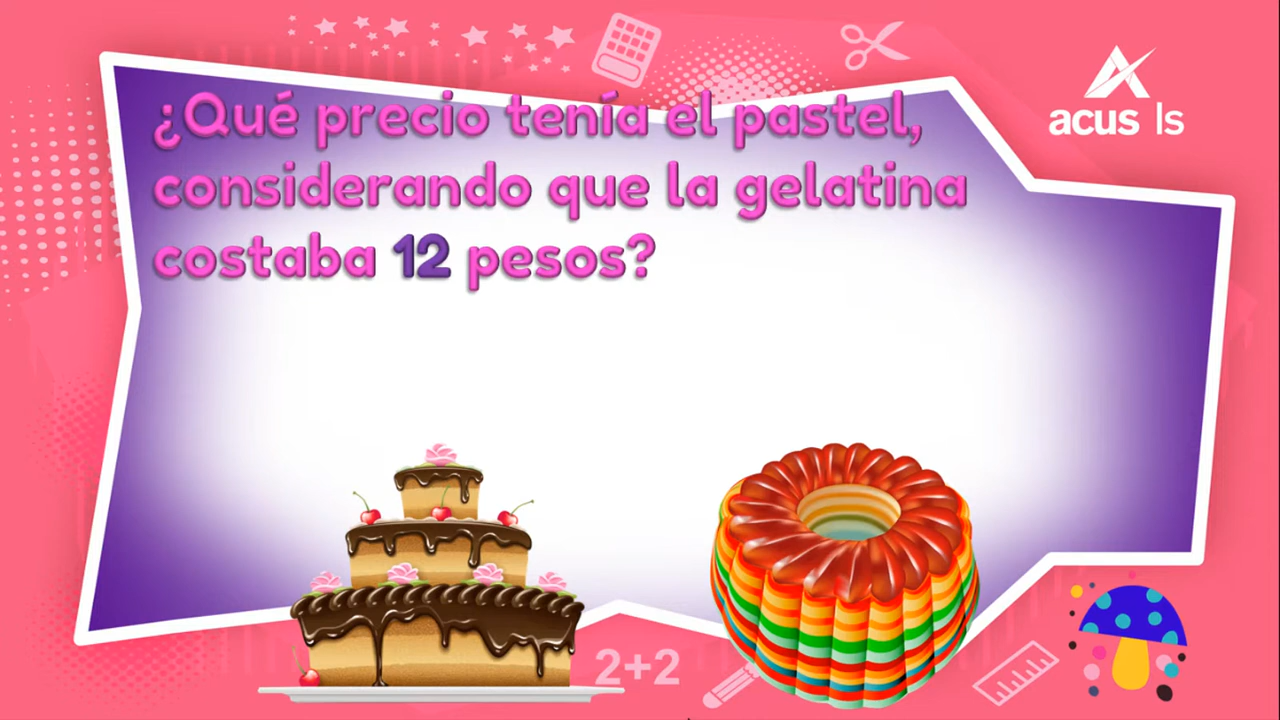 ¿Qué precio tenía el pastel,
considerando que la gelatina
costaba 12 pesos?
acus ls
2+2